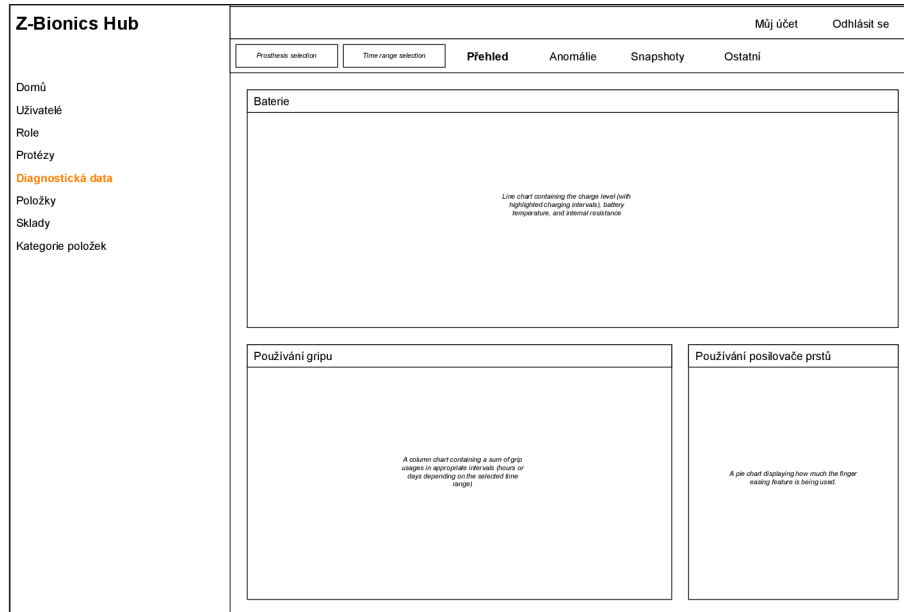 Z-Bionics Hub
Můj účet
Odhlásit se
Prosthesis selection
Time range selection
Přehled
Anomálie
Snapshoty
Ostatní
Domů
Uživatelé
Role
Protézy
Diagnostická data
Položky
Sklady
Kategorie položek
Baterie
Line chart containing the charge level (with
highlighted charging intervals), battery
temperature, and internal resistance
Používání gripu
A column chart containing a sum of grip
usages in appropriate intervals (hours or
days depending on the selected time
range)
Používání posilovače prstů
A pie chart displaying how much the finger
easing feature is being used.